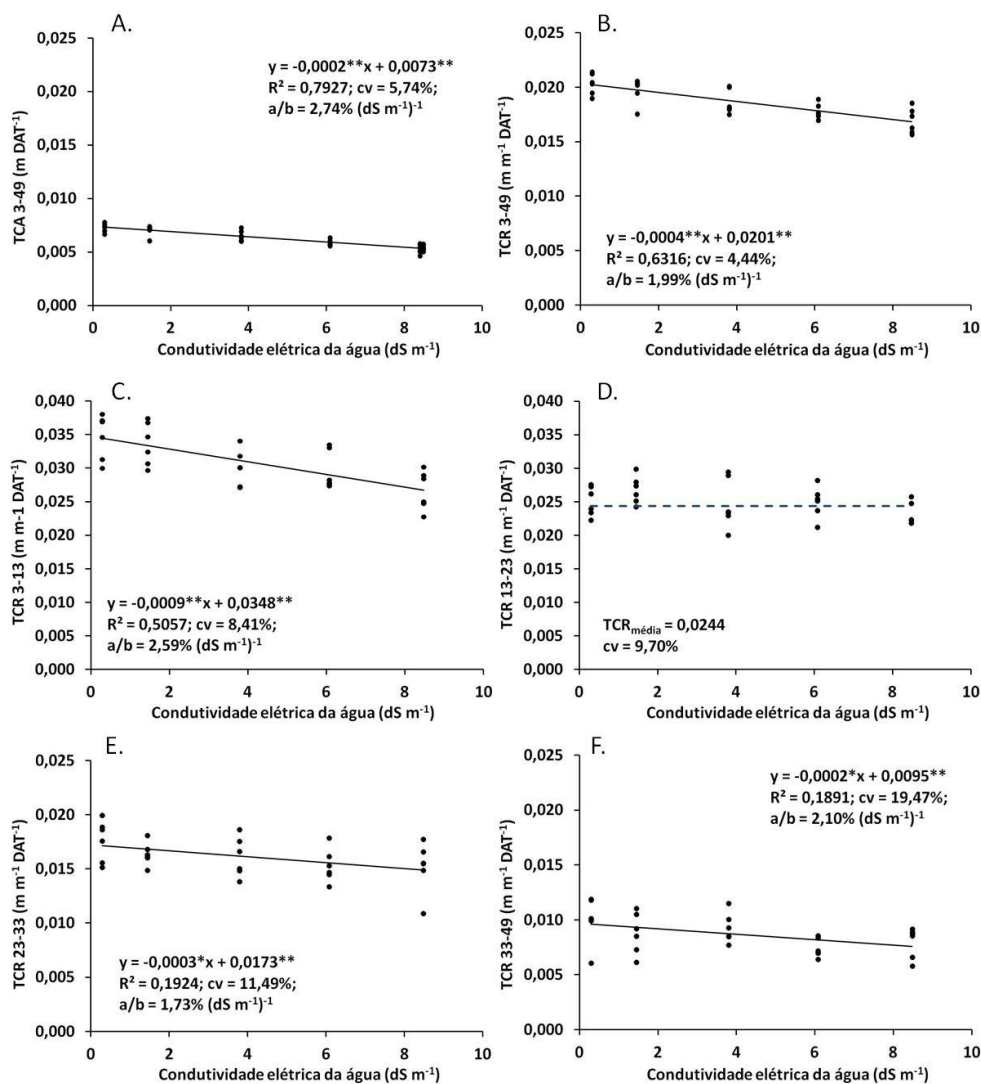 A.
y = -0,0002**x + 0,0073**
R² = 0,7927; cv = 5,74%;
a/b = 2,74% (dS m⁻¹)⁻¹
0,025
0,020
0,015
0,010
0,005
0,000
TCA 3-49 (m DAT⁻¹)
0 2 4 6 8 10
Condutividade elétrica da água (dS m⁻¹)
B.
0,025
0,020
0,015
0,010
0,005
0,000
TCR 3-49 (m m⁻¹ DAT⁻¹)
y = -0,0004**x + 0,0201**
R² = 0,6316; cv = 4,44%;
a/b = 1,99% (dS m⁻¹)⁻¹
0 2 4 6 8 10
Condutividade elétrica da água (dS m⁻¹)
C.
0,040
0,035
0,030
0,025
0,020
0,015
0,010
0,005
0,000
TCR 3-13 (m m-1 DAT⁻¹)
y = -0,0009**x + 0,0348**
R² = 0,5057; cv = 8,41%;
a/b = 2,59% (dS m⁻¹)⁻¹
0 2 4 6 8 10
Condutividade elétrica da água (dS m⁻¹)
D.
0,040
0,035
0,030
0,025
0,020
0,015
0,010
0,005
0,000
TCR 13-23 (m m⁻¹ DAT⁻¹)
TCRmédia = 0,0244
cv = 9,70%
0 2 4 6 8 10
Condutividade elétrica da água (dS m⁻¹)
E.
0,025
0,020
0,015
0,010
0,005
0,000
TCR 23-33 (m m⁻¹ DAT⁻¹)
y = -0,0003*x + 0,0173**
R² = 0,1924; cv = 11,49%;
a/b = 1,73% (dS m⁻¹)⁻¹
0 2 4 6 8 10
Condutividade elétrica da água (dS m⁻¹)
F.
y = -0,0002*x + 0,0095**
R² = 0,1891; cv = 19,47%;
a/b = 2,10% (dS m⁻¹)⁻¹
0,025
0,020
0,015
0,010
0,005
0,000
TCR 33-49 (m m⁻¹ DAT⁻¹)
0 2 4 6 8 10
Condutividade elétrica da água (dS m⁻¹)